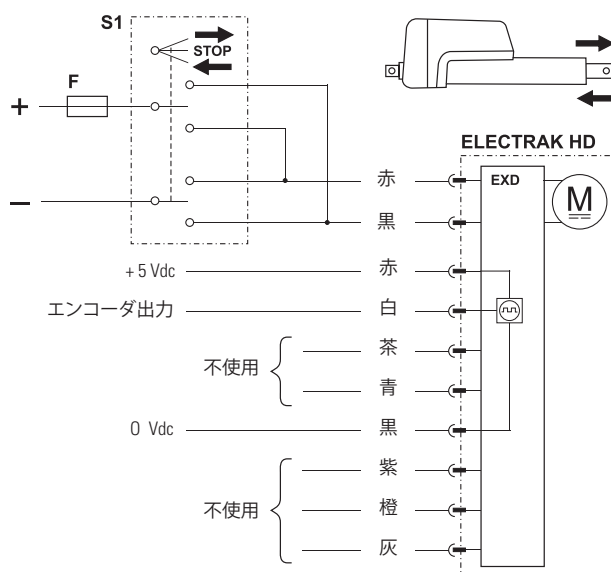 S1
STOP
F
+
−
ELECTRAK HD
EXD
M
赤
黒
+ 5 Vdc
赤
エンコーダ出力
白
不使用
茶
青
0 Vdc
黒
不使用
紫
橙
灰